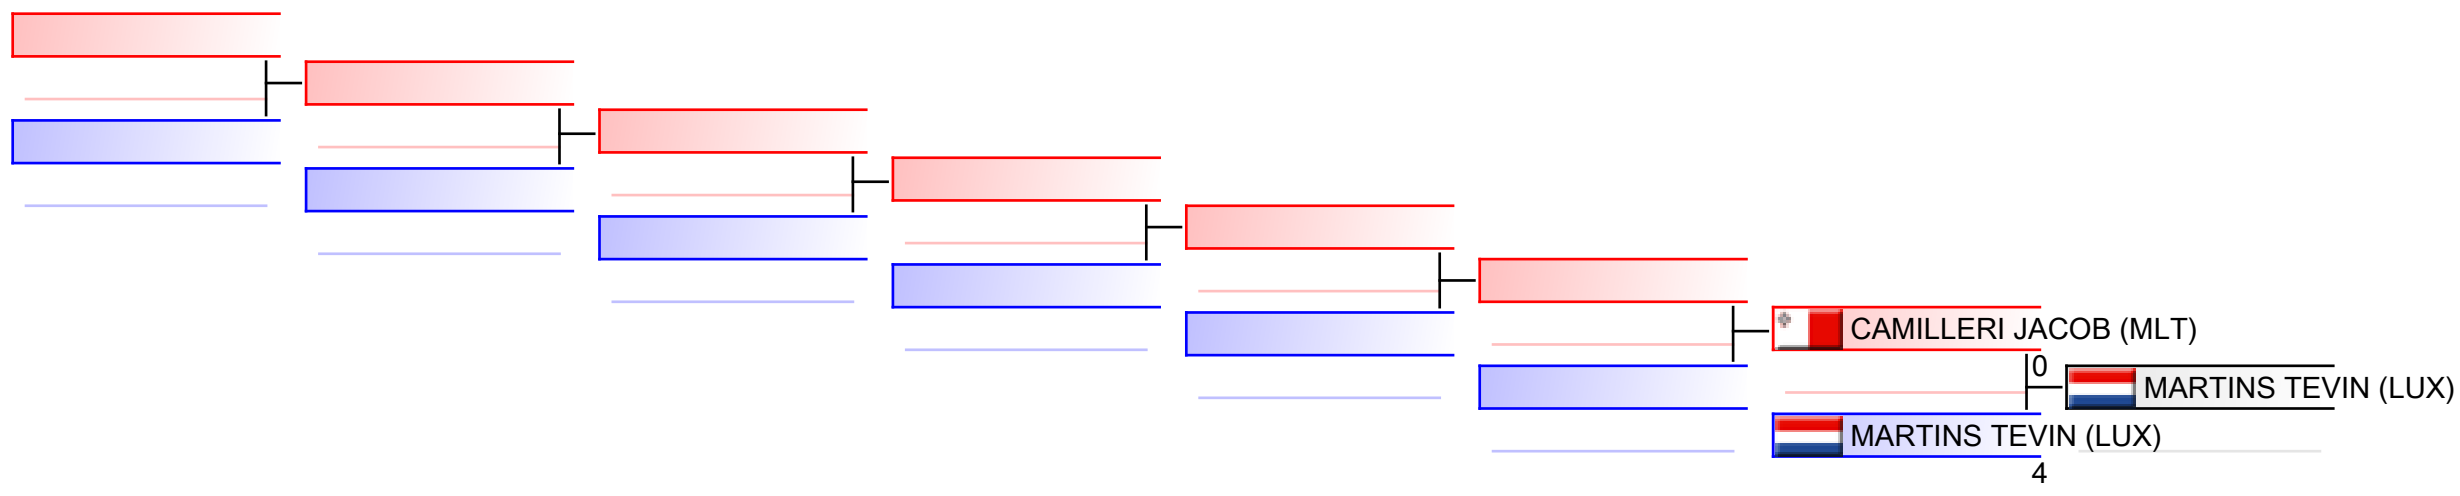 CAMILLERI JACOB (MLT)
0
MARTINS TEVIN (LUX)
MARTINS TEVIN (LUX)
4